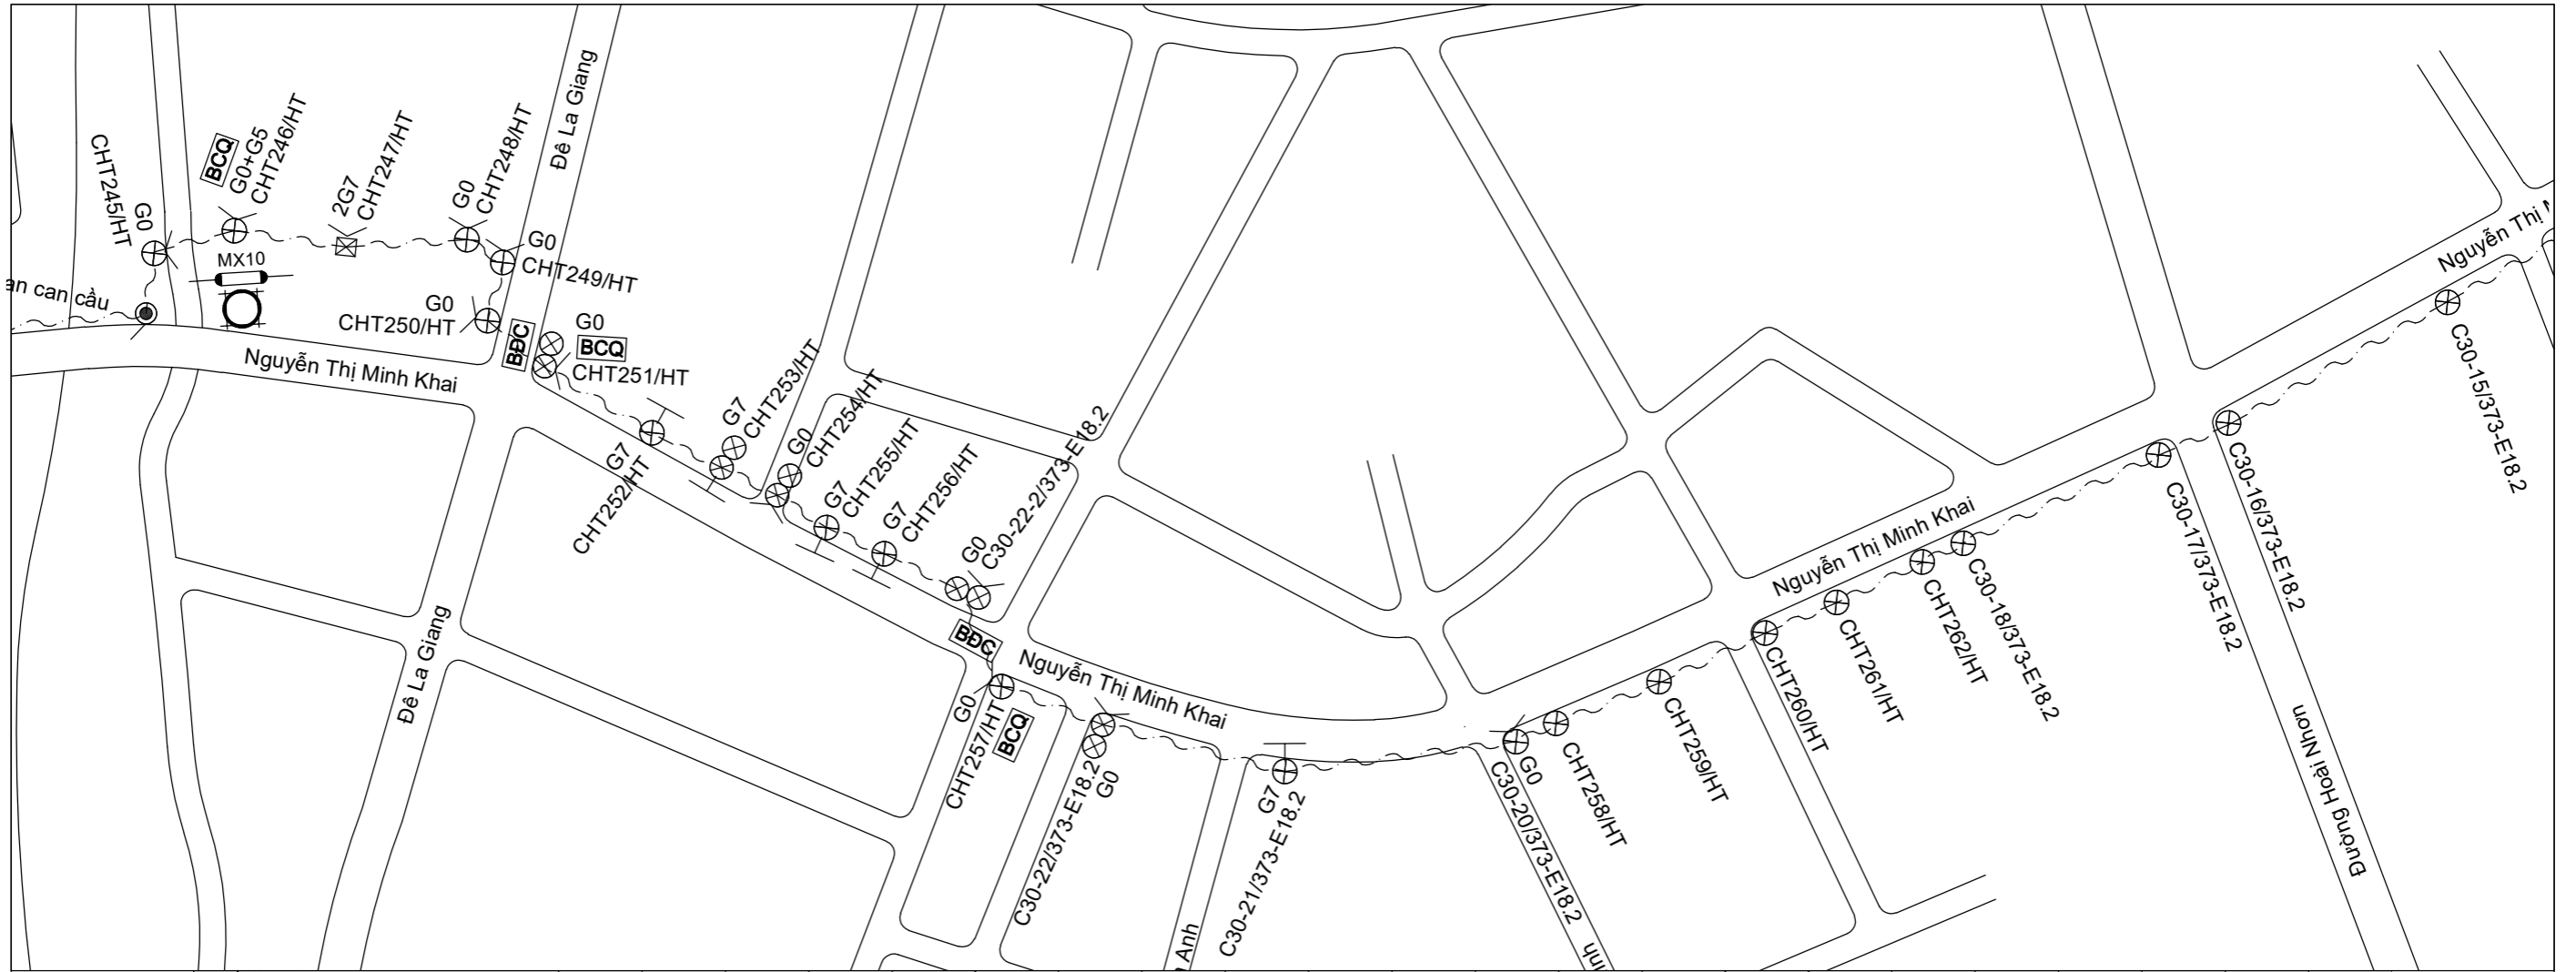 CHT245/HT
G0
BCQ
G0+G5
CHT246/HT
2G7
CHT247/HT
G0
CHT248/HT
Đê La Giang
G0
CHT249/HT
MX10
an can cầu
G0
CHT250/HT
BĐC
G0
BCQ
CHT251/HT
Nguyễn Thị Minh Khai
G7
CHT252/HT
G7
CHT253/HT
G0
CHT254/HT
G7
CHT255/HT
G7
CHT256/HT
G0
C30-22-2/373-E18.2
BĐC
Đê La Giang
Nguyễn Thị Minh Khai
G0
CHT257/HT
BCQ
C30-22/373-E18.2
G0
Anh
G7
C30-21/373-E18.2
G0
C30-20/373-E18.2
CHT258/HT
CHT259/HT
CHT260/HT
CHT261/HT
CHT262/HT
C30-18/373-E18.2
Nguyễn Thị Minh Khai
C30-17/373-E18.2
C30-16/373-E18.2
Đường Hoài Nhơn
C30-15/373-E18.2
Nguyễn Thị